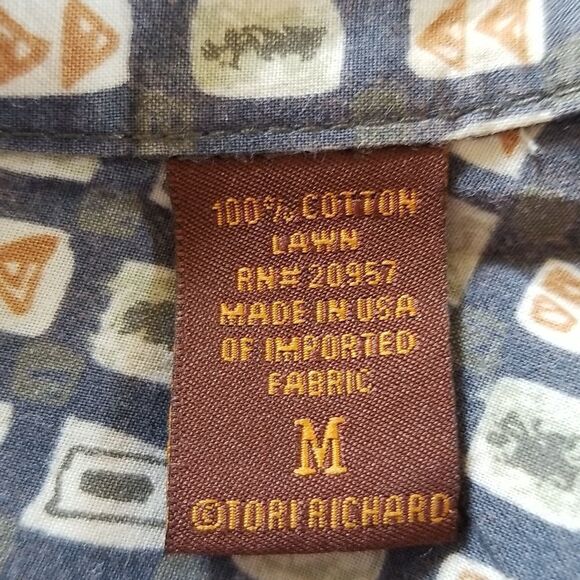 100% COTTON
LAWN
RN# 20957
MADE IN USA
OF IMPORTED
FABRIC
M
©TORI RICHARD